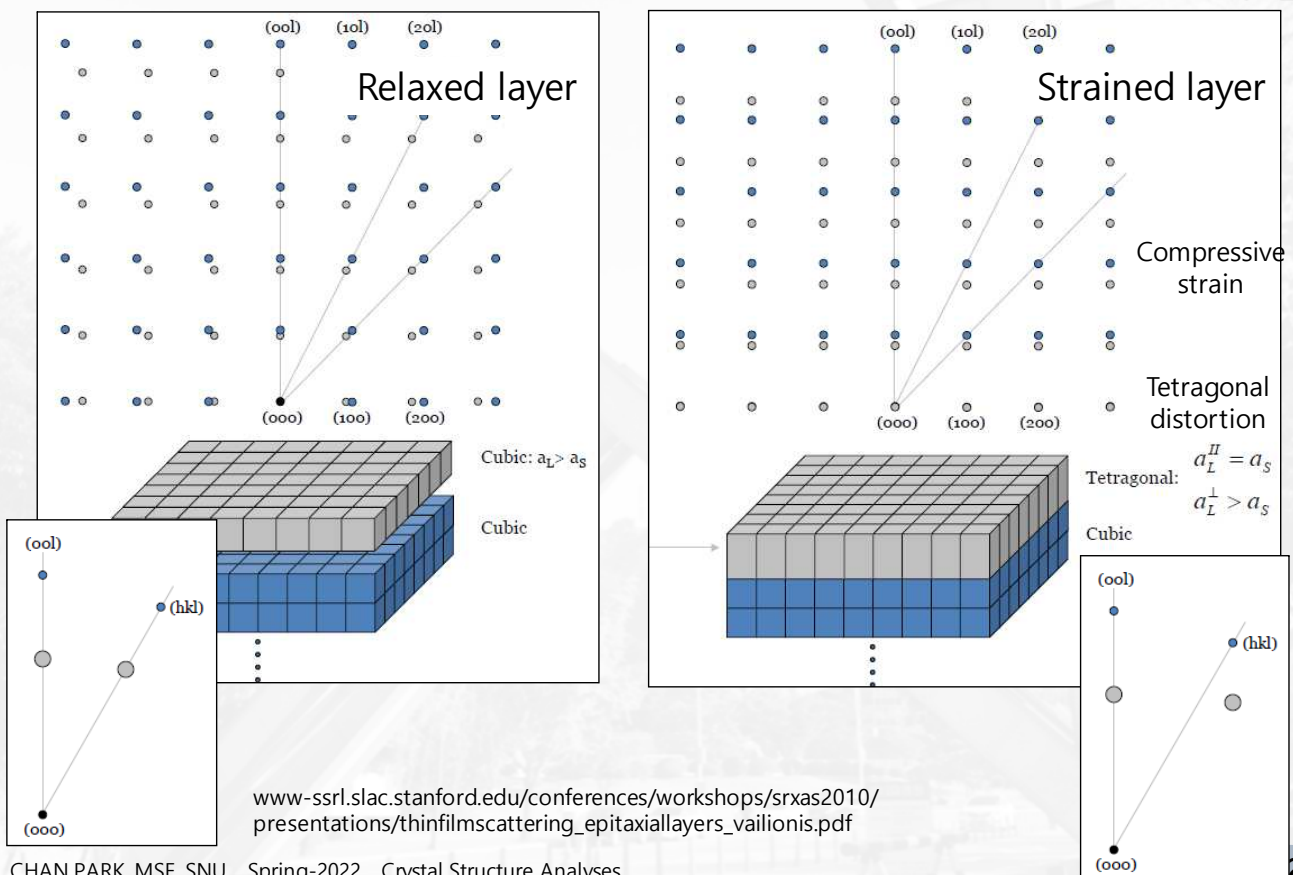 (00l) (10l) (20l)
Relaxed layer
(000) (100) (200)
Cubic: aL> aS
Cubic
(00l)
(hkl)
(000)
(00l) (10l) (20l)
Strained layer
Compressive
strain
Tetragonal
distortion
(000) (100) (200)
Tetragonal:
a_L^II = a_S
a_L^⊥ > a_S
Cubic
(00l)
(hkl)
(000)
www-ssrl.slac.stanford.edu/conferences/workshops/srxas2010/
presentations/thinfilmscattering_epitaxiallayers_vailionis.pdf
CHAN PARK, MSE, SNU Spring-2022 Crystal Structure Analyses